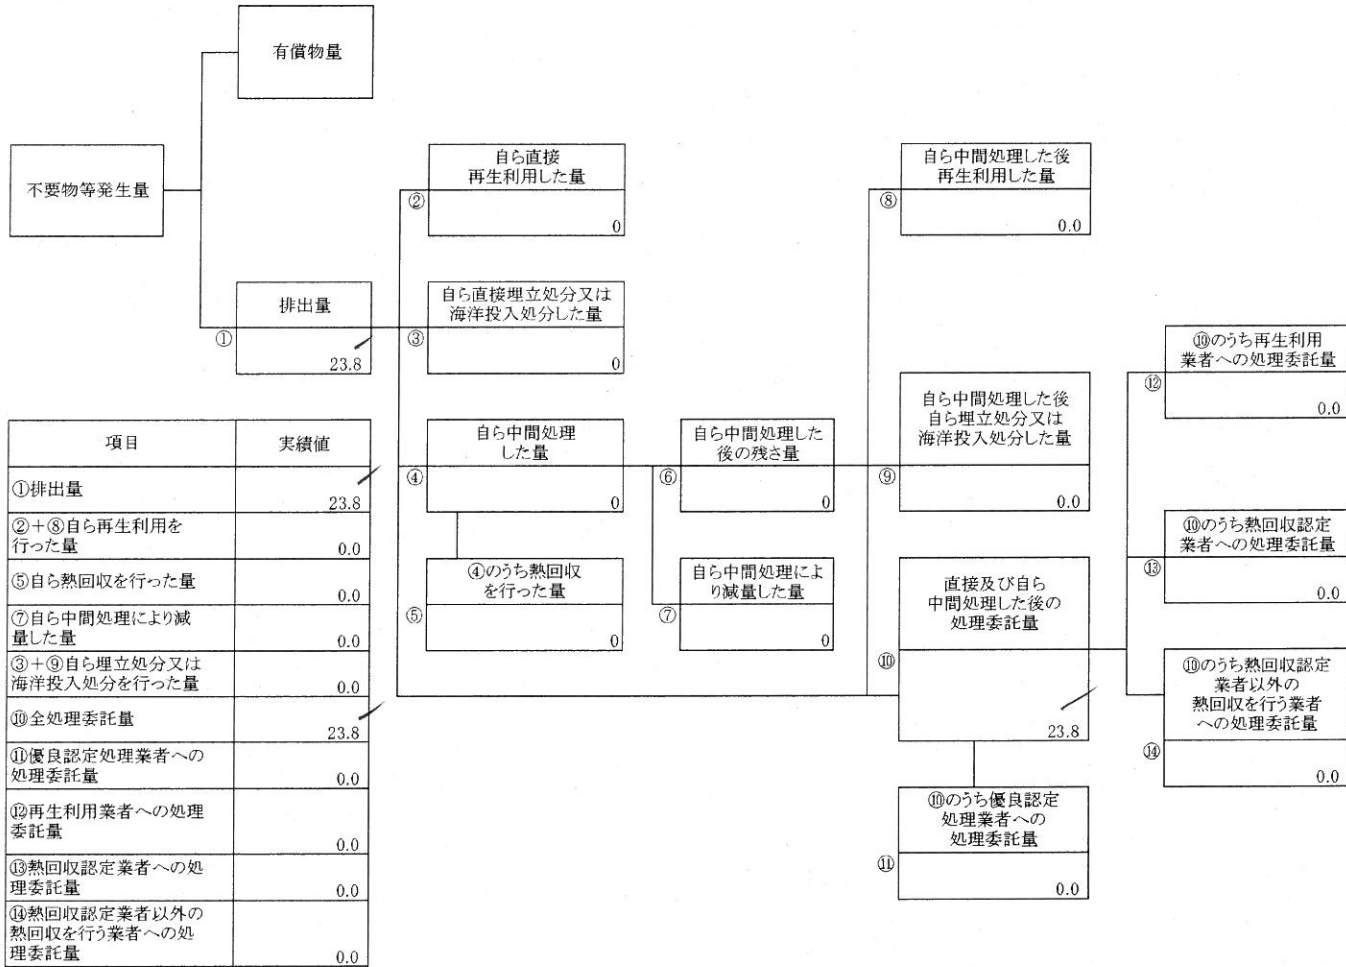 有償物量
不要物等発生量
排出量
①
23.8
自ら直接
再生利用した量
②
0
自ら直接埋立処分又は
海洋投入処分した量
③
0
自ら中間処理
した量
④
0
④のうち熱回収
を行った量
⑤
0
自ら中間処理した
後の残さ量
⑥
0
自ら中間処理によ
り減量した量
⑦
0
自ら中間処理した後
再生利用した量
⑧
0.0
自ら中間処理した後
自ら埋立処分又は
海洋投入処分した量
⑨
0.0
直接及び自ら
中間処理した後の
処理委託量
⑩
23.8
⑩のうち優良認定
処理業者への
処理委託量
⑪
0.0
⑩のうち再生利用
業者への処理委託量
⑫
0.0
⑩のうち熱回収認定
業者への処理委託量
⑬
0.0
⑩のうち熱回収認定
業者以外の
熱回収を行う業者
への処理委託量
⑭
0.0
項目 実績値
①排出量 23.8
②+⑧自ら再生利用を
行った量 0.0
⑤自ら熱回収を行った量 0.0
⑦自ら中間処理により減
量した量 0.0
③+⑨自ら埋立処分又は
海洋投入処分を行った量 0.0
⑩全処理委託量 23.8
⑪優良認定処理業者への
処理委託量 0.0
⑫再生利用業者への処理
委託量 0.0
⑬熱回収認定業者への処
理委託量 0.0
⑭熱回収認定業者以外の
熱回収を行う業者への処
理委託量 0.0